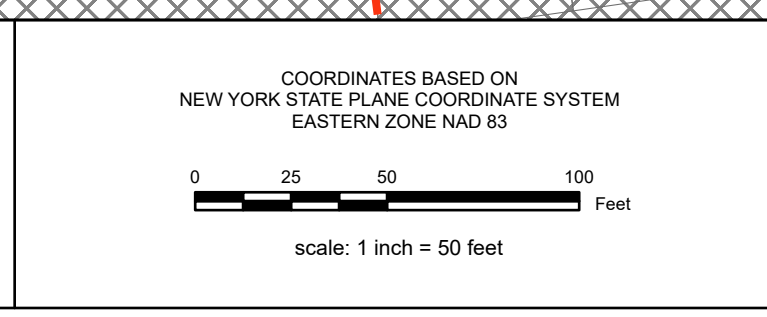 COORDINATES BASED ON
NEW YORK STATE PLANE COORDINATE SYSTEM
EASTERN ZONE NAD 83
0 25 50 100
Feet
scale: 1 inch = 50 feet